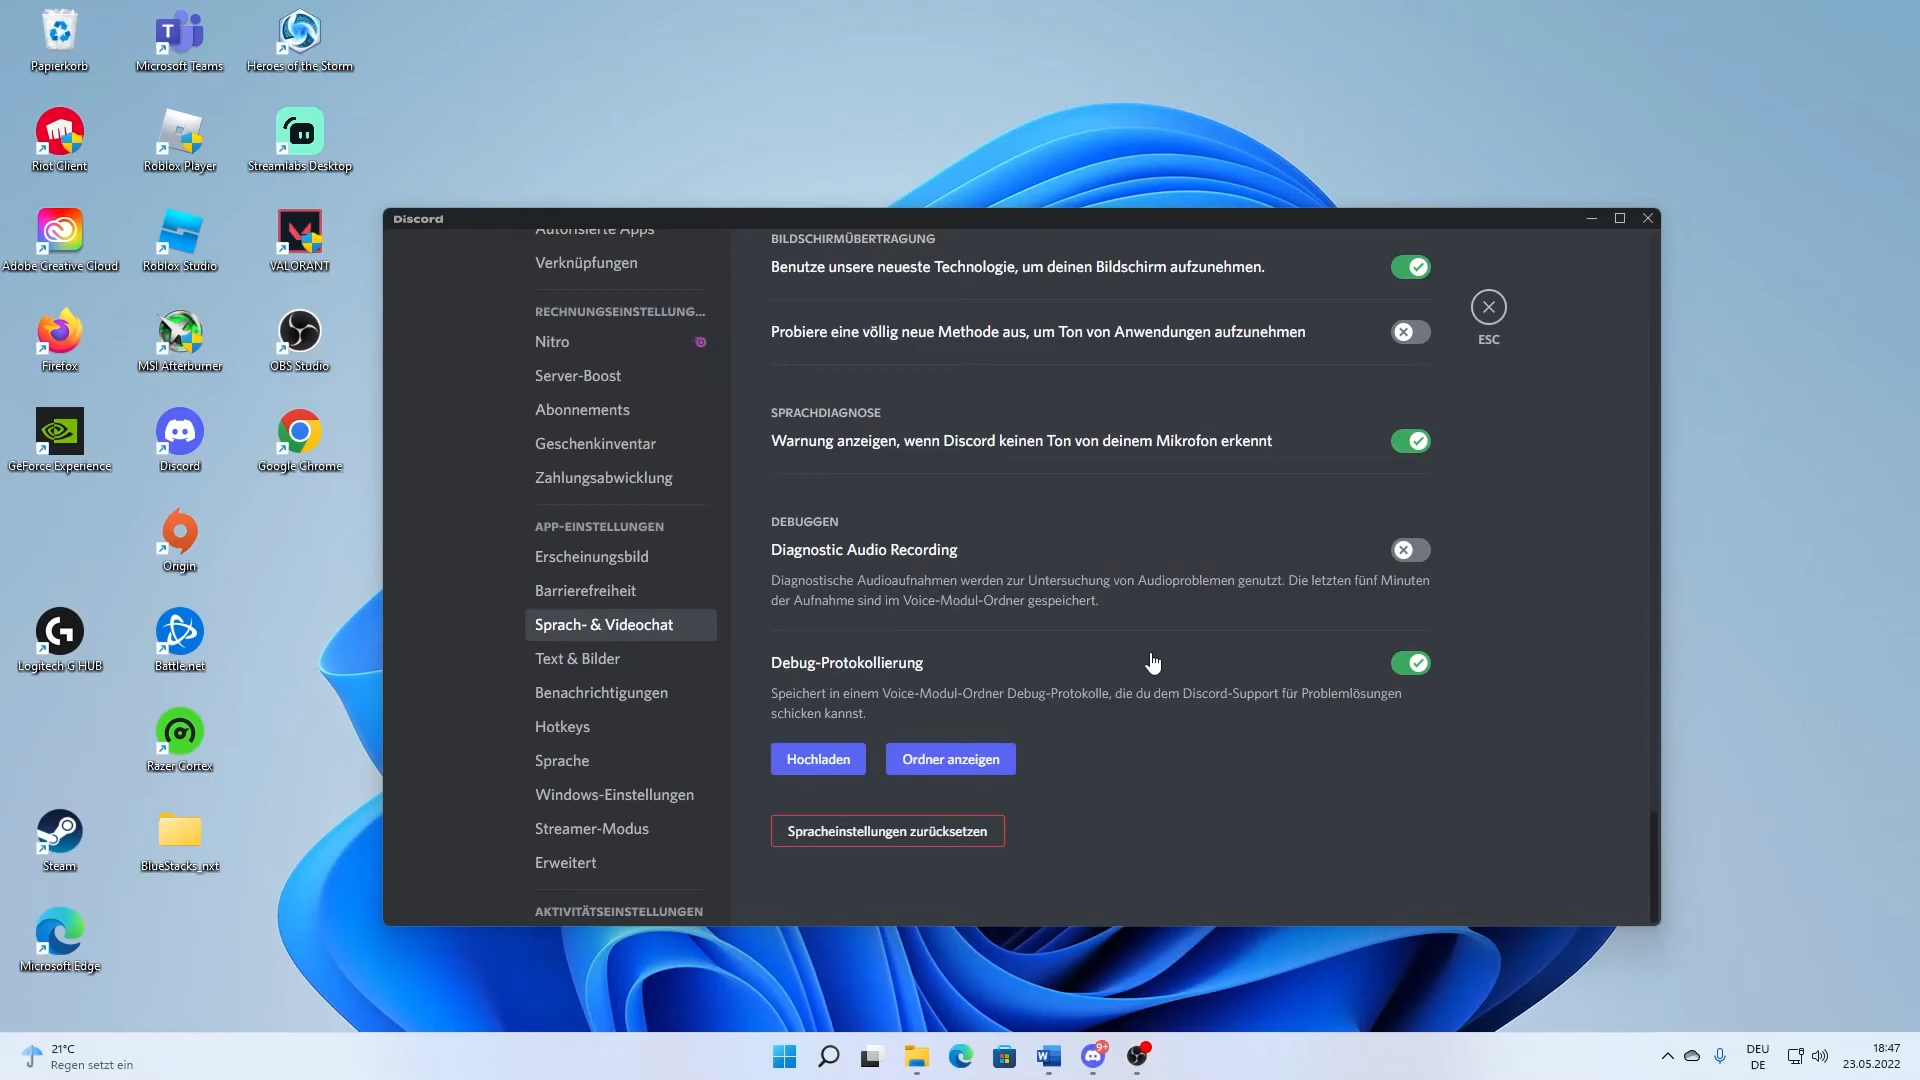 Papierkorb
Microsoft Teams
Heroes of the Storm
Riot Client
Roblox Player
Streamlabs Desktop
Adobe Creative Cloud
Roblox Studio
VALORANT
Firefox
MSI Afterburner
OBS Studio
GeForce Experience
Discord
Google Chrome
Origin
Logitech G HUB
Battle.net
Razer Cortex
Steam
BlueStacks_nxt
Microsoft Edge
Discord
Autorisierte Apps
Verknüpfungen
RECHNUNGSEINSTELLUNG...
Nitro
Server-Boost
Abonnements
Geschenkinventar
Zahlungsabwicklung
APP-EINSTELLUNGEN
Erscheinungsbild
Barrierefreiheit
Sprach- & Videochat
Text & Bilder
Benachrichtigungen
Hotkeys
Sprache
Windows-Einstellungen
Streamer-Modus
Erweitert
AKTIVITÄTSEINSTELLUNGEN
BILDSCHIRMÜBERTRAGUNG
Benutze unsere neueste Technologie, um deinen Bildschirm aufzunehmen.
Probiere eine völlig neue Methode aus, um Ton von Anwendungen aufzunehmen
ESC
SPRACHDIAGNOSE
Warnung anzeigen, wenn Discord keinen Ton von deinem Mikrofon erkennt
DEBUGGEN
Diagnostic Audio Recording
Diagnostische Audioaufnahmen werden zur Untersuchung von Audioproblemen genutzt. Die letzten fünf Minuten
der Aufnahme sind im Voice-Modul-Ordner gespeichert.
Debug-Protokollierung
Speichert in einem Voice-Modul-Ordner Debug-Protokolle, die du dem Discord-Support für Problemlösungen
schicken kannst.
Hochladen
Ordner anzeigen
Spracheinstellungen zurücksetzen
21°C
Regen setzt ein
9+
DEU
DE
18:47
23.05.2022